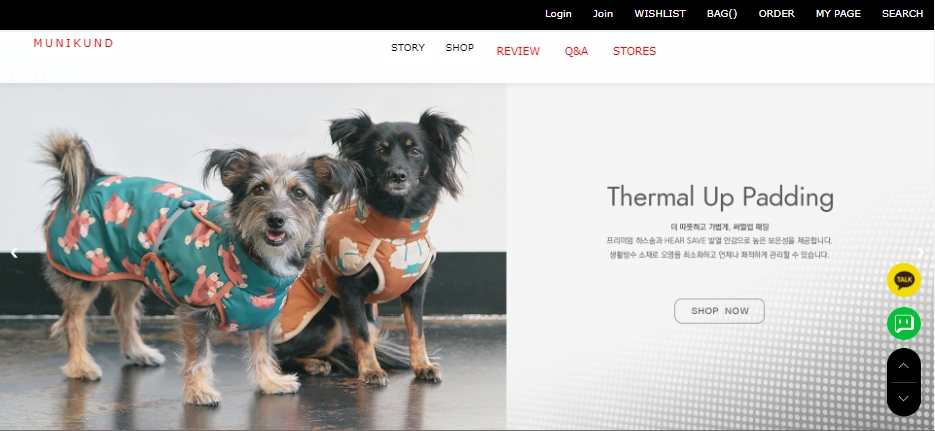 Login Join WISHLIST BAG() ORDER MY PAGE SEARCH
MUNIKUND STORY SHOP REVIEW Q&A STORES
Thermal Up Padding
더 따뜻하고 가볍게, 써멀업 패딩
프리미엄 하스솜과 HEAR SAVE 발열 안감으로 높은 보온성을 제공합니다.
생활방수 소재로 오염을 최소화하고 언제나 쾌적하게 관리할 수 있습니다.
SHOP NOW
TALK